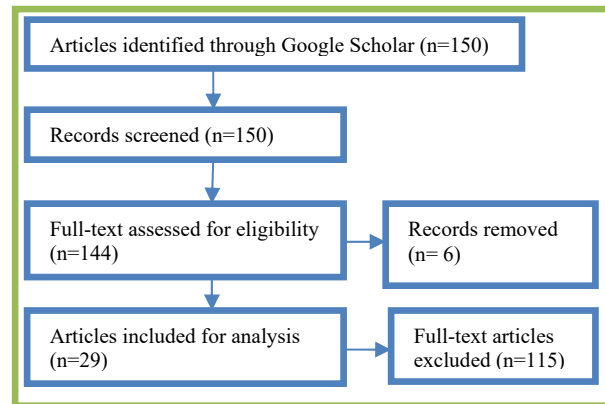 Articles identified through Google Scholar (n=150)
Records screened (n=150)
Full-text assessed for eligibility
(n=144)
Records removed
(n= 6)
Articles included for analysis
(n=29)
Full-text articles
excluded (n=115)